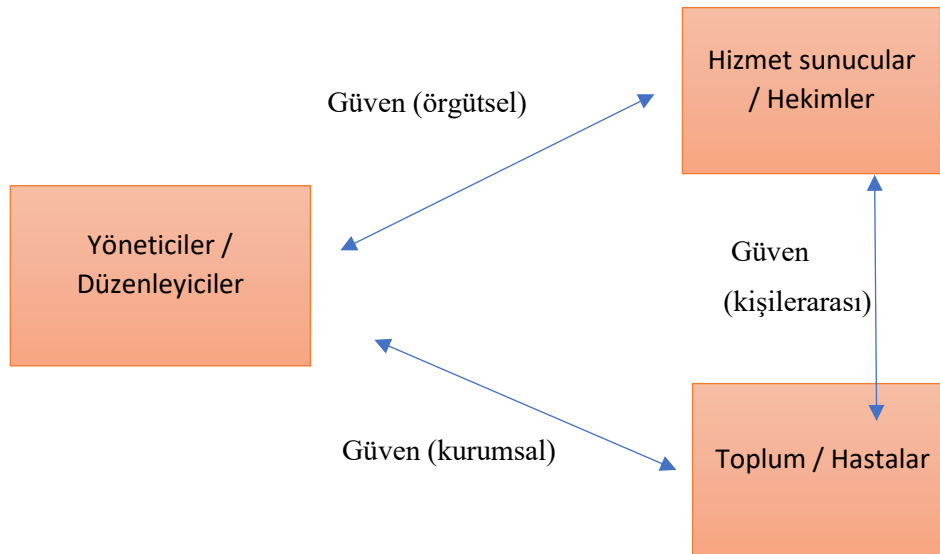 Hizmet sunucular
/ Hekimler
Güven (örgütsel)
Yöneticiler /
Düzenleyiciler
Güven
(kişilerarası)
Güven (kurumsal)
Toplum / Hastalar